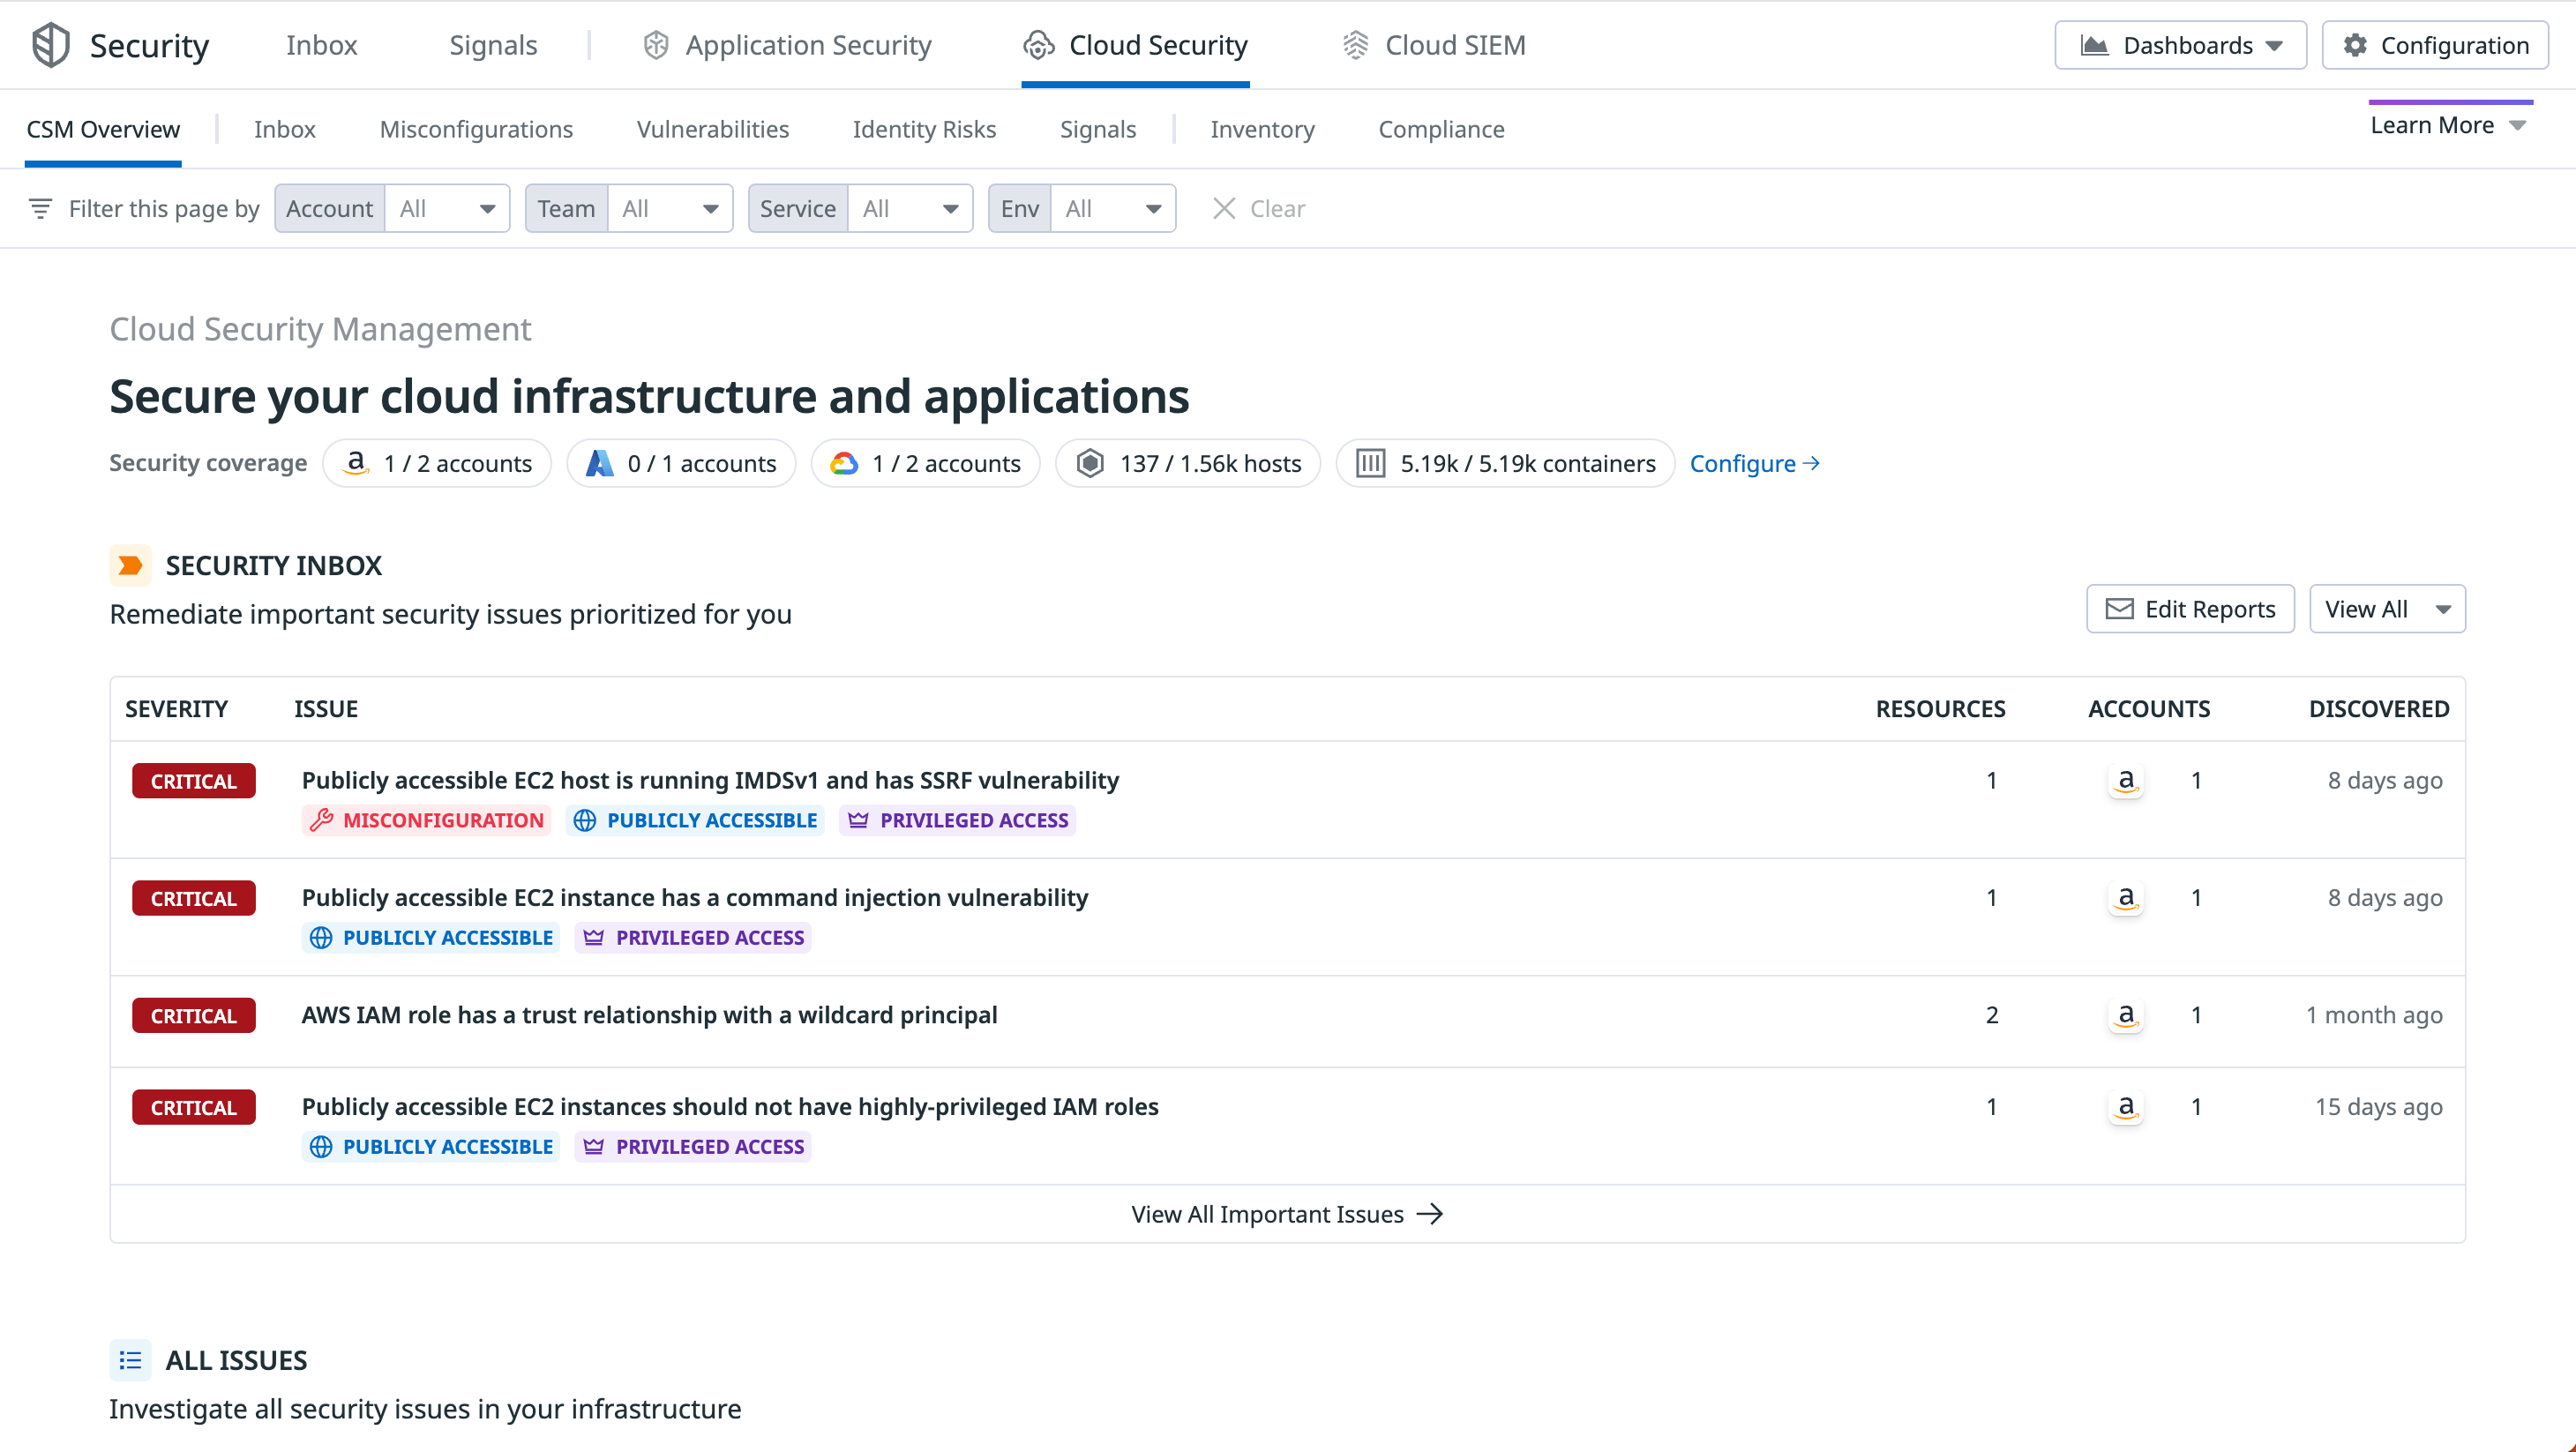 Security Inbox Signals Application Security Cloud Security Cloud SIEM Dashboards Configuration
CSM Overview Inbox Misconfigurations Vulnerabilities Identity Risks Signals Inventory Compliance Learn More
Filter this page by Account All Team All Service All Env All Clear
Cloud Security Management
Secure your cloud infrastructure and applications
Security coverage 1 / 2 accounts 0 / 1 accounts 1 / 2 accounts 137 / 1.56k hosts 5.19k / 5.19k containers Configure →
SECURITY INBOX
Remediate important security issues prioritized for you
Edit Reports View All
SEVERITY ISSUE RESOURCES ACCOUNTS DISCOVERED
CRITICAL Publicly accessible EC2 host is running IMDSv1 and has SSRF vulnerability 1 1 8 days ago
MISCONFIGURATION PUBLICLY ACCESSIBLE PRIVILEGED ACCESS
CRITICAL Publicly accessible EC2 instance has a command injection vulnerability 1 1 8 days ago
PUBLICLY ACCESSIBLE PRIVILEGED ACCESS
CRITICAL AWS IAM role has a trust relationship with a wildcard principal 2 1 1 month ago
CRITICAL Publicly accessible EC2 instances should not have highly-privileged IAM roles 1 1 15 days ago
PUBLICLY ACCESSIBLE PRIVILEGED ACCESS
View All Important Issues →
ALL ISSUES
Investigate all security issues in your infrastructure